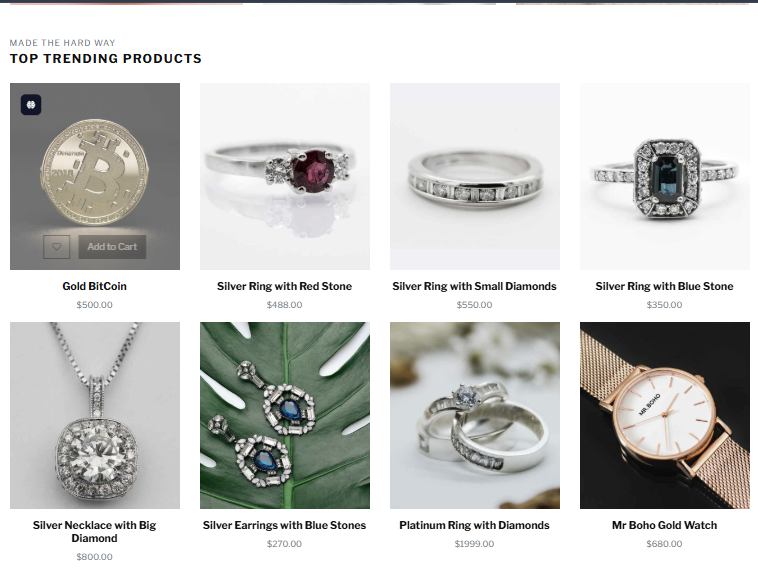 MADE THE HARD WAY
TOP TRENDING PRODUCTS
Add to Cart
Gold BitCoin
$500.00
Silver Ring with Red Stone
$488.00
Silver Ring with Small Diamonds
$550.00
Silver Ring with Blue Stone
$350.00
MR.BOHO
Silver Necklace with Big
Diamond
$800.00
Silver Earrings with Blue Stones
$270.00
Platinum Ring with Diamonds
$1999.00
Mr Boho Gold Watch
$680.00